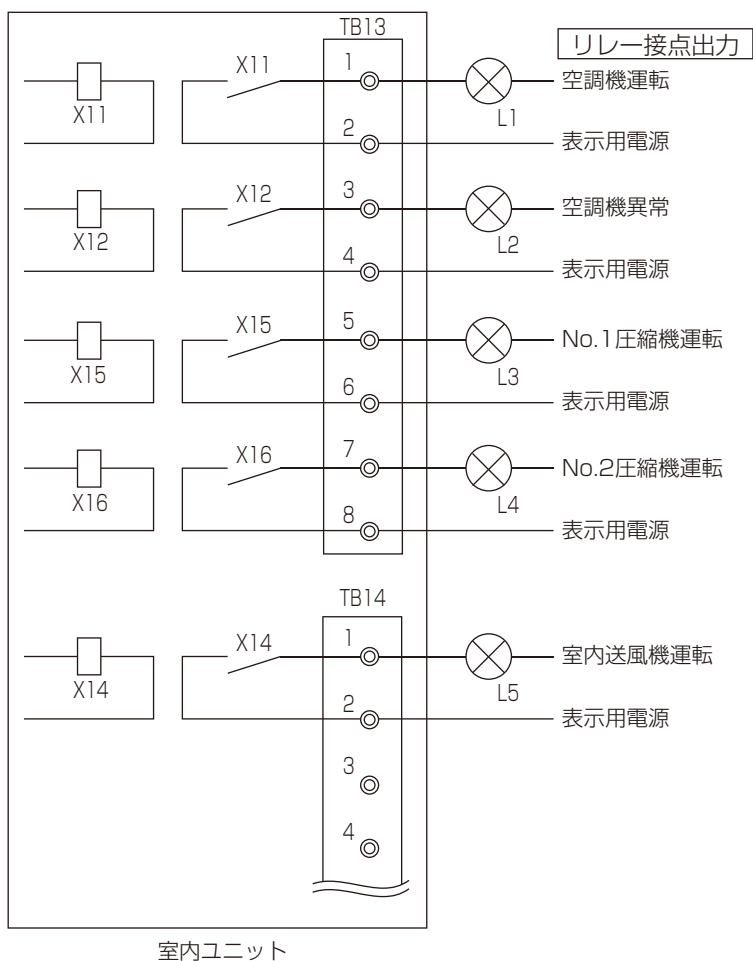 TB13
リレー接点出力
X11
X11
1
L1
空調機運転
2
表示用電源
X12
X12
3
L2
空調機異常
4
表示用電源
X15
X15
5
L3
No.1圧縮機運転
6
表示用電源
X16
X16
7
L4
No.2圧縮機運転
8
表示用電源
TB14
X14
X14
1
L5
室内送風機運転
2
表示用電源
3
4
室内ユニット